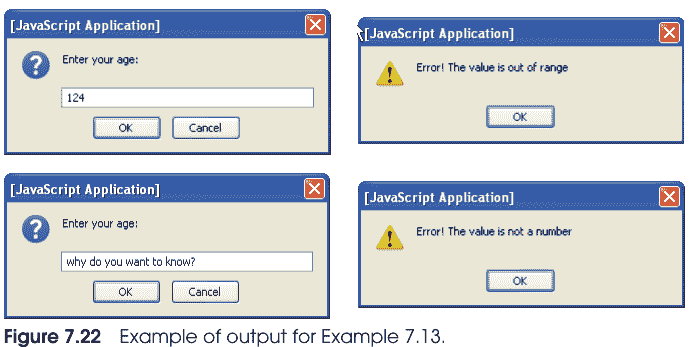 [JavaScript Application]
Enter your age:
124
OK Cancel
[JavaScript Application]
Error! The value is out of range
OK
[JavaScript Application]
Enter your age:
why do you want to know?
OK Cancel
[JavaScript Application]
Error! The value is not a number
OK
Figure 7.22 Example of output for Example 7.13.